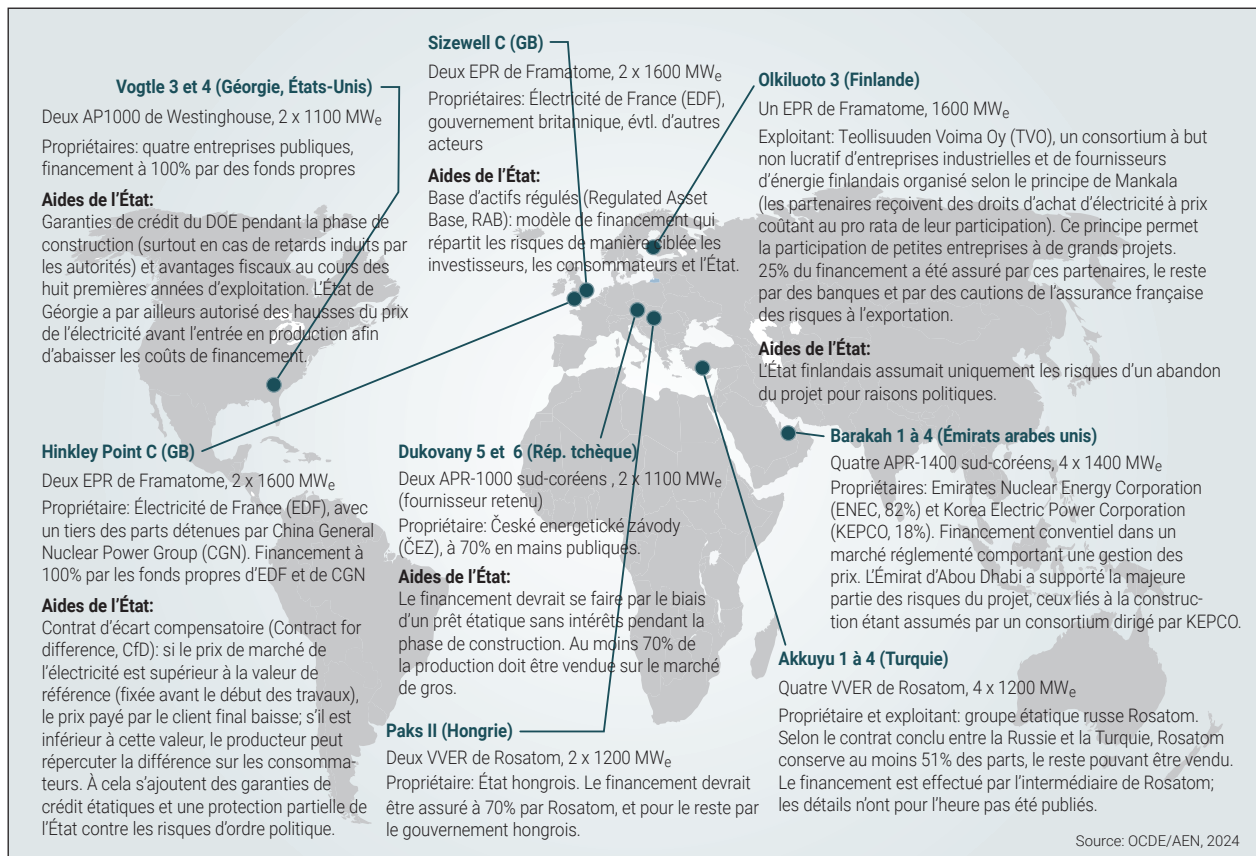 Vogtle 3 et 4 (Géorgie, États-Unis)
Deux AP1000 de Westinghouse, 2 x 1100 MWe
Propriétaires: quatre entreprises publiques,
financement à 100% par des fonds propres
Aides de l'État:
Garanties de crédit du DOE pendant la phase de
construction (surtout en cas de retards induits par
les autorités) et avantages fiscaux au cours des
huit premières années d'exploitation. L'État de
Géorgie a par ailleurs autorisé des hausses du prix
de l'électricité avant l'entrée en production afin
d'abaisser les coûts de financement.
Sizewell C (GB)
Deux EPR de Framatome, 2 x 1600 MWe
Propriétaires: Électricité de France (EDF),
gouvernement britannique, évtl. d'autres
acteurs
Aides de l'État:
Base d'actifs régulés (Regulated Asset
Base, RAB): modèle de financement qui
répartit les risques de manière ciblée les
investisseurs, les consommateurs et l'État.
Olkiluoto 3 (Finlande)
Un EPR de Framatome, 1600 MWe
Exploitant: Teollisuuden Voima Oy (TVO), un consortium à but
non lucratif d'entreprises industrielles et de fournisseurs
d'énergie finlandais organisé selon le principe de Mankala
(les partenaires reçoivent des droits d'achat d'électricité à prix
coûtant au pro rata de leur participation). Ce principe permet
la participation de petites entreprises à de grands projets.
25% du financement a été assuré par ces partenaires, le reste
par des banques et par des cautions de l'assurance française
des risques à l'exportation.
Aides de l'État:
L'État finlandais assumait uniquement les risques d'un abandon
du projet pour raisons politiques.
Hinkley Point C (GB)
Deux EPR de Framatome, 2 x 1600 MWe
Propriétaire: Électricité de France (EDF), avec
un tiers des parts détenues par China General
Nuclear Power Group (CGN). Financement à
100% par les fonds propres d'EDF et de CGN
Aides de l'État:
Contrat d'écart compensatoire (Contract for
difference, CfD): si le prix de marché de
l'électricité est supérieur à la valeur de
référence (fixée avant le début des travaux),
le prix payé par le client final baisse; s'il est
inférieur à cette valeur, le producteur peut
répercuter la différence sur les consomma-
teurs. À cela s'ajoutent des garanties de
crédit étatiques et une protection partielle de
l'État contre les risques d'ordre politique.
Dukovany 5 et 6 (Rép. tchèque)
Deux APR-1000 sud-coréens , 2 x 1100 MWe
(fournisseur retenu)
Propriétaire: České energetické závody
(ČEZ), à 70% en mains publiques.
Aides de l'État:
Le financement devrait se faire par le biais
d'un prêt étatique sans intérêts pendant la
phase de construction. Au moins 70% de
la production doit être vendue sur le marché
de gros.
Paks II (Hongrie)
Deux VVER de Rosatom, 2 x 1200 MWe
Propriétaire: État hongrois. Le financement devrait
être assuré à 70% par Rosatom, et pour le reste par
le gouvernement hongrois.
Barakah 1 à 4 (Émirats arabes unis)
Quatre APR-1400 sud-coréens, 4 x 1400 MWe
Propriétaires: Emirates Nuclear Energy Corporation
(ENEC, 82%) et Korea Electric Power Corporation
(KEPCO, 18%). Financement conventiel dans un
marché réglementé comportant une gestion des
prix. L'Émirat d'Abou Dhabi a supporté la majeure
partie des risques du projet, ceux liés à la construc-
tion étant assumés par un consortium dirigé par KEPCO.
Akkuyu 1 à 4 (Turquie)
Quatre VVER de Rosatom, 4 x 1200 MWe
Propriétaire et exploitant: groupe étatique russe Rosatom.
Selon le contrat conclu entre la Russie et la Turquie, Rosatom
conserve au moins 51% des parts, le reste pouvant être vendu.
Le financement est effectué par l'intermédiaire de Rosatom;
les détails n'ont pour l'heure pas été publiés.
Source: OCDE/AEN, 2024